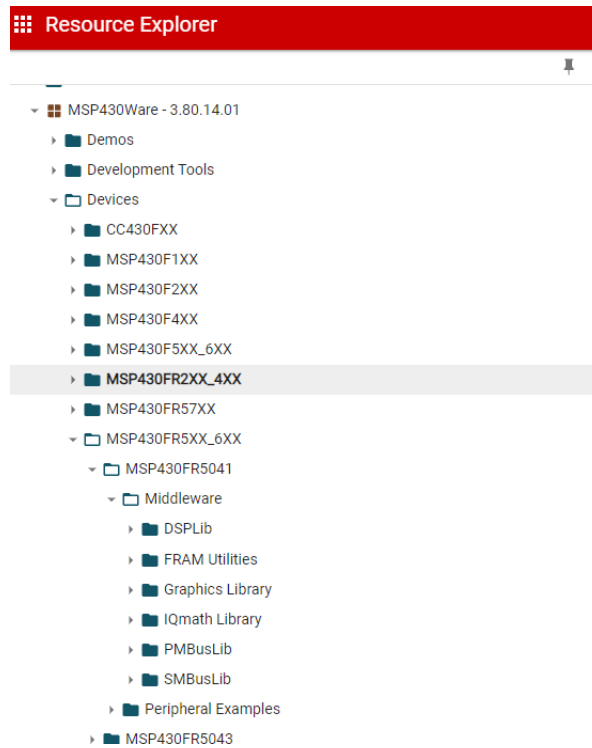 Resource Explorer
MSP430Ware - 3.80.14.01
Demos
Development Tools
Devices
CC430FXX
MSP430F1XX
MSP430F2XX
MSP430F4XX
MSP430F5XX_6XX
MSP430FR2XX_4XX
MSP430FR57XX
MSP430FR5XX_6XX
MSP430FR5041
Middleware
DSPLib
FRAM Utilities
Graphics Library
IQmath Library
PMBusLib
SMBusLib
Peripheral Examples
MSP430FR5043